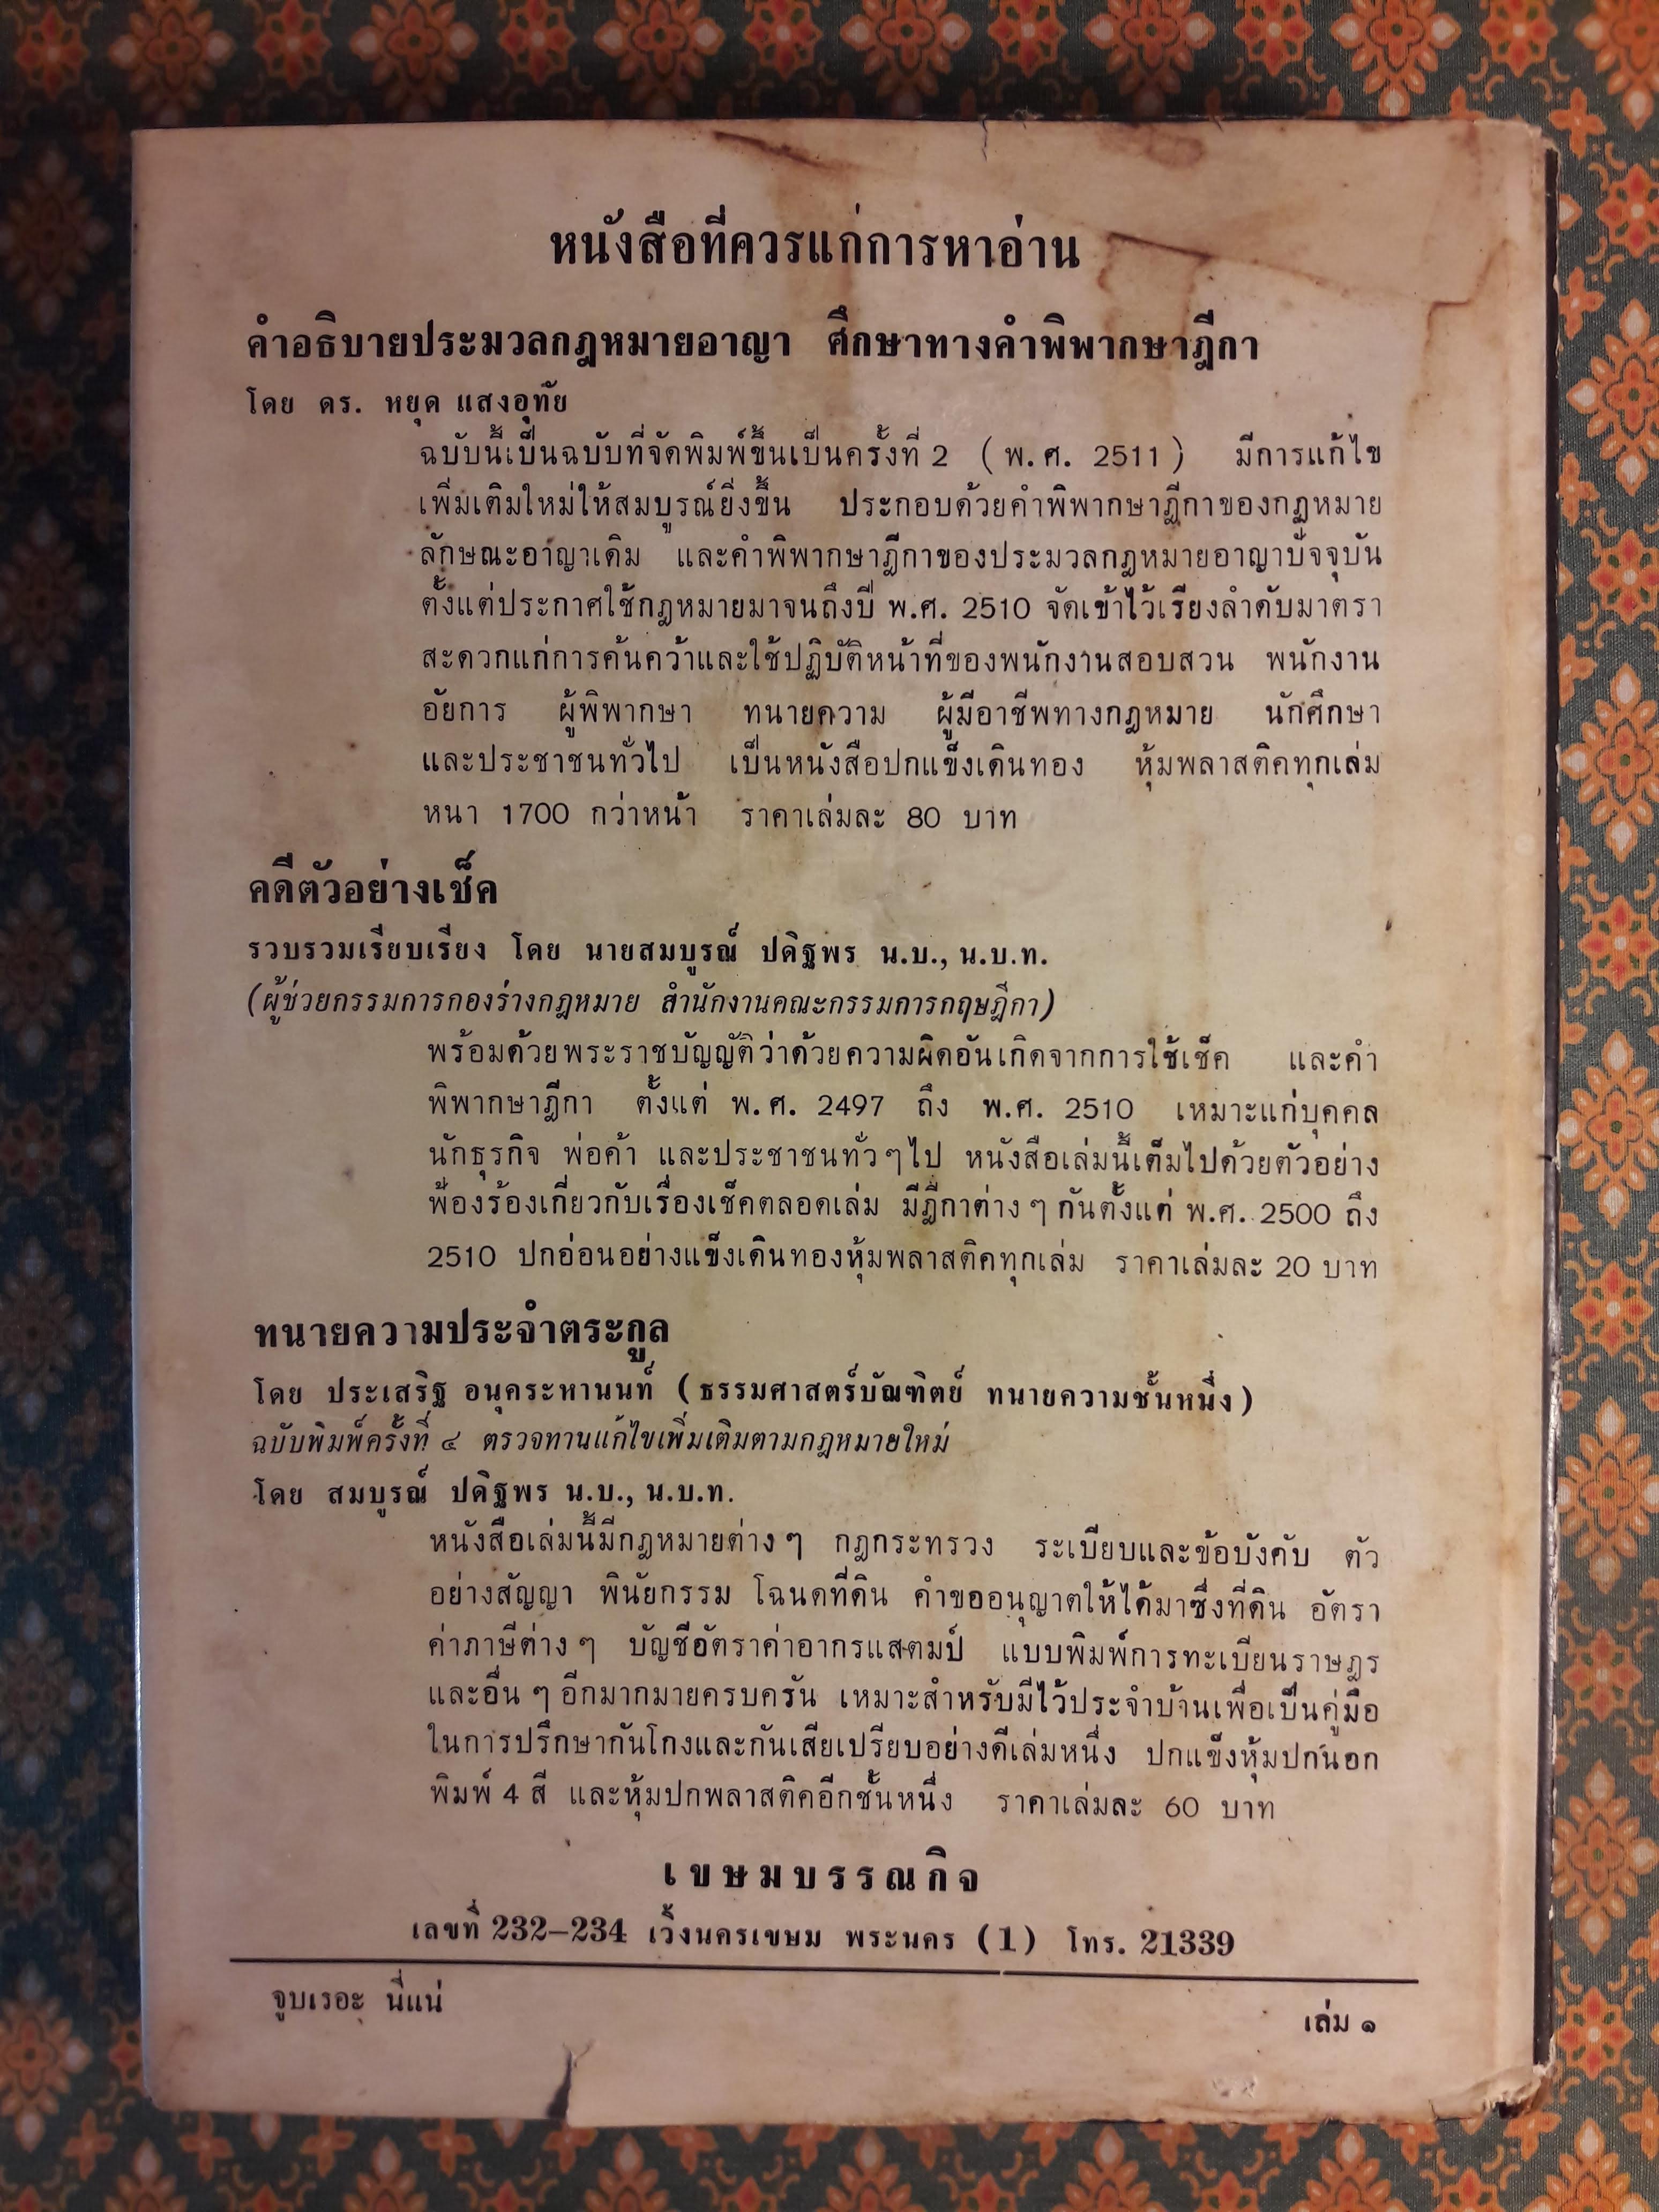 หนังสือที่ควรแก่การหาอ่าน
คำอธิบายประมวลกฎหมายอาญา ศึกษาทางคำพิพากษาฎีกา
โดย ดร. หยุด แสงอุทัย
ฉบับนี้เป็นฉบับที่จัดพิมพ์ขึ้นเป็นครั้งที่ 2 (พ.ศ. 2511) มีการแก้ไข
เพิ่มเติมใหม่ให้สมบูรณ์ยิ่งขึ้น ประกอบด้วยคำพิพากษาฎีกาของกฎหมาย
ลักษณะอาญาเดิม และคำพิพากษาฎีกาของประมวลกฎหมายอาญาปัจจุบัน
ตั้งแต่ประกาศใช้กฎหมายมาจนถึงปี พ.ศ. 2510 จัดเข้าไว้เรียงลำดับมาตรา
สะดวกแก่การค้นคว้าและใช้ปฏิบัติหน้าที่ของพนักงานสอบสวน พนักงาน
อัยการ ผู้พิพากษา ทนายความ ผู้มีอาชีพทางกฎหมาย นักศึกษา
และประชาชนทั่วไป เป็นหนังสือปกแข็งเดินทอง หุ้มพลาสติคทุกเล่ม
หนา 1700 กว่าหน้า ราคาเล่มละ 80 บาท
คดีตัวอย่างเช็ค
รวบรวมเรียบเรียง โดย นายสมบูรณ์ ปดิฐพร น.บ., น.บ.ท.
(ผู้ช่วยกรรมการกองร่างกฎหมาย สำนักงานคณะกรรมการกฤษฎีกา)
พร้อมด้วยพระราชบัญญัติว่าด้วยความผิดอันเกิดจากการใช้เช็ค และคำ
พิพากษาฎีกา ตั้งแต่ พ.ศ. 2497 ถึง พ.ศ. 2510 เหมาะแก่บุคคล
นักธุรกิจ พ่อค้า และประชาชนทั่วๆไป หนังสือเล่มนี้เต็มไปด้วยตัวอย่าง
ฟ้องร้องเกี่ยวกับเรื่องเช็คตลอดเล่ม มีฎีกาต่างๆ กันตั้งแต่ พ.ศ. 2500 ถึง
2510 ปกอ่อนอย่างแข็งเดินทองหุ้มพลาสติคทุกเล่ม ราคาเล่มละ 20 บาท
ทนายความประจำตระกูล
โดย ประเสริฐ อนุคระหานนท์ (ธรรมศาสตร์บัณฑิตย์ ทนายความชั้นหนึ่ง)
ฉบับพิมพ์ครั้งที่ ๔ ตรวจทานแก้ไขเพิ่มเติมตามกฎหมายใหม่
โดย สมบูรณ์ ปดิฐพร น.บ., น.บ.ท.
หนังสือเล่มนี้มีกฎหมายต่างๆ กฎกระทรวง ระเบียบและข้อบังคับ ตัว
อย่างสัญญา พินัยกรรม โฉนดที่ดิน คำขออนุญาตให้ได้มาซึ่งที่ดิน อัตรา
ค่าภาษีต่างๆ บัญชีอัตราค่าอากรแสตมป์ แบบพิมพ์การทะเบียนราษฎร
และอื่นๆ อีกมากมายครบครัน เหมาะสำหรับมีไว้ประจำบ้านเพื่อเป็นคู่มือ
ในการปรึกษากันโกงและกันเสียเปรียบอย่างดีเล่มหนึ่ง ปกแข็งหุ้มปกนอก
พิมพ์ 4 สี และหุ้มปกพลาสติคอีกชั้นหนึ่ง ราคาเล่มละ 60 บาท
เขษมบรรณกิจ
เลขที่ 232-234 เวิ้งนครเขษม พระนคร (1) โทร. 21339
จูบเรอะ นี่แน่
เล่ม ๑